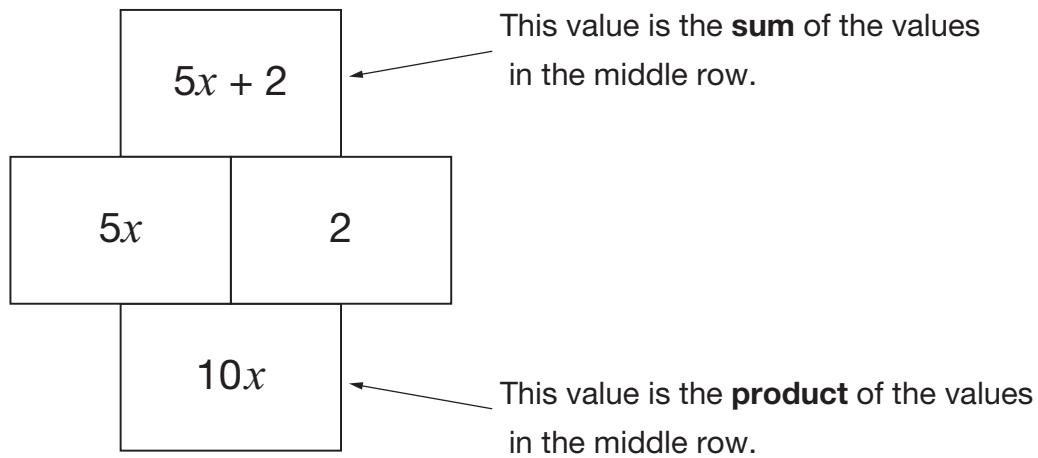 This value is the sum of the values
in the middle row.
5x + 2
5x
2
10x
This value is the product of the values
in the middle row.